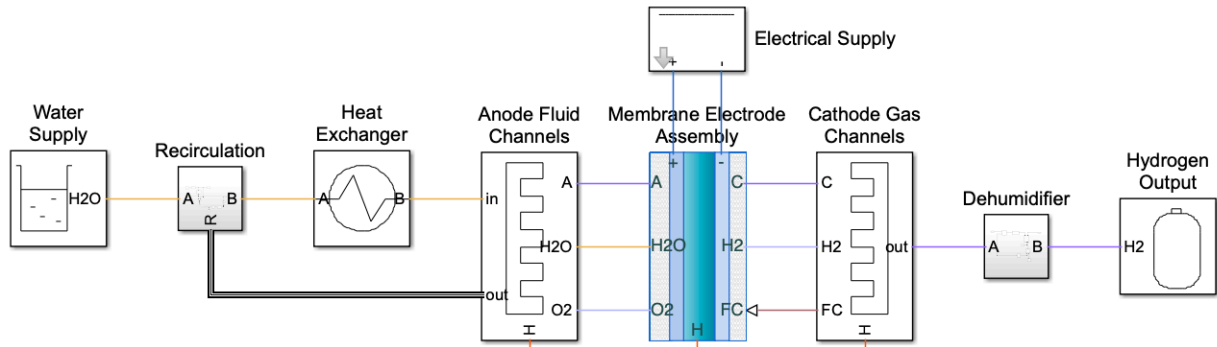 Electrical Supply
+ -
Water
Supply
H2O
Recirculation
A B
R
Heat
Exchanger
A B
Anode Fluid
Channels
in
out
A
H2O
O2
H
Membrane Electrode
Assembly
+ -
A C
H2O H2
O2 FC
H
Cathode Gas
Channels
C
H2 out
FC
H
Dehumidifier
A B
Hydrogen
Output
H2